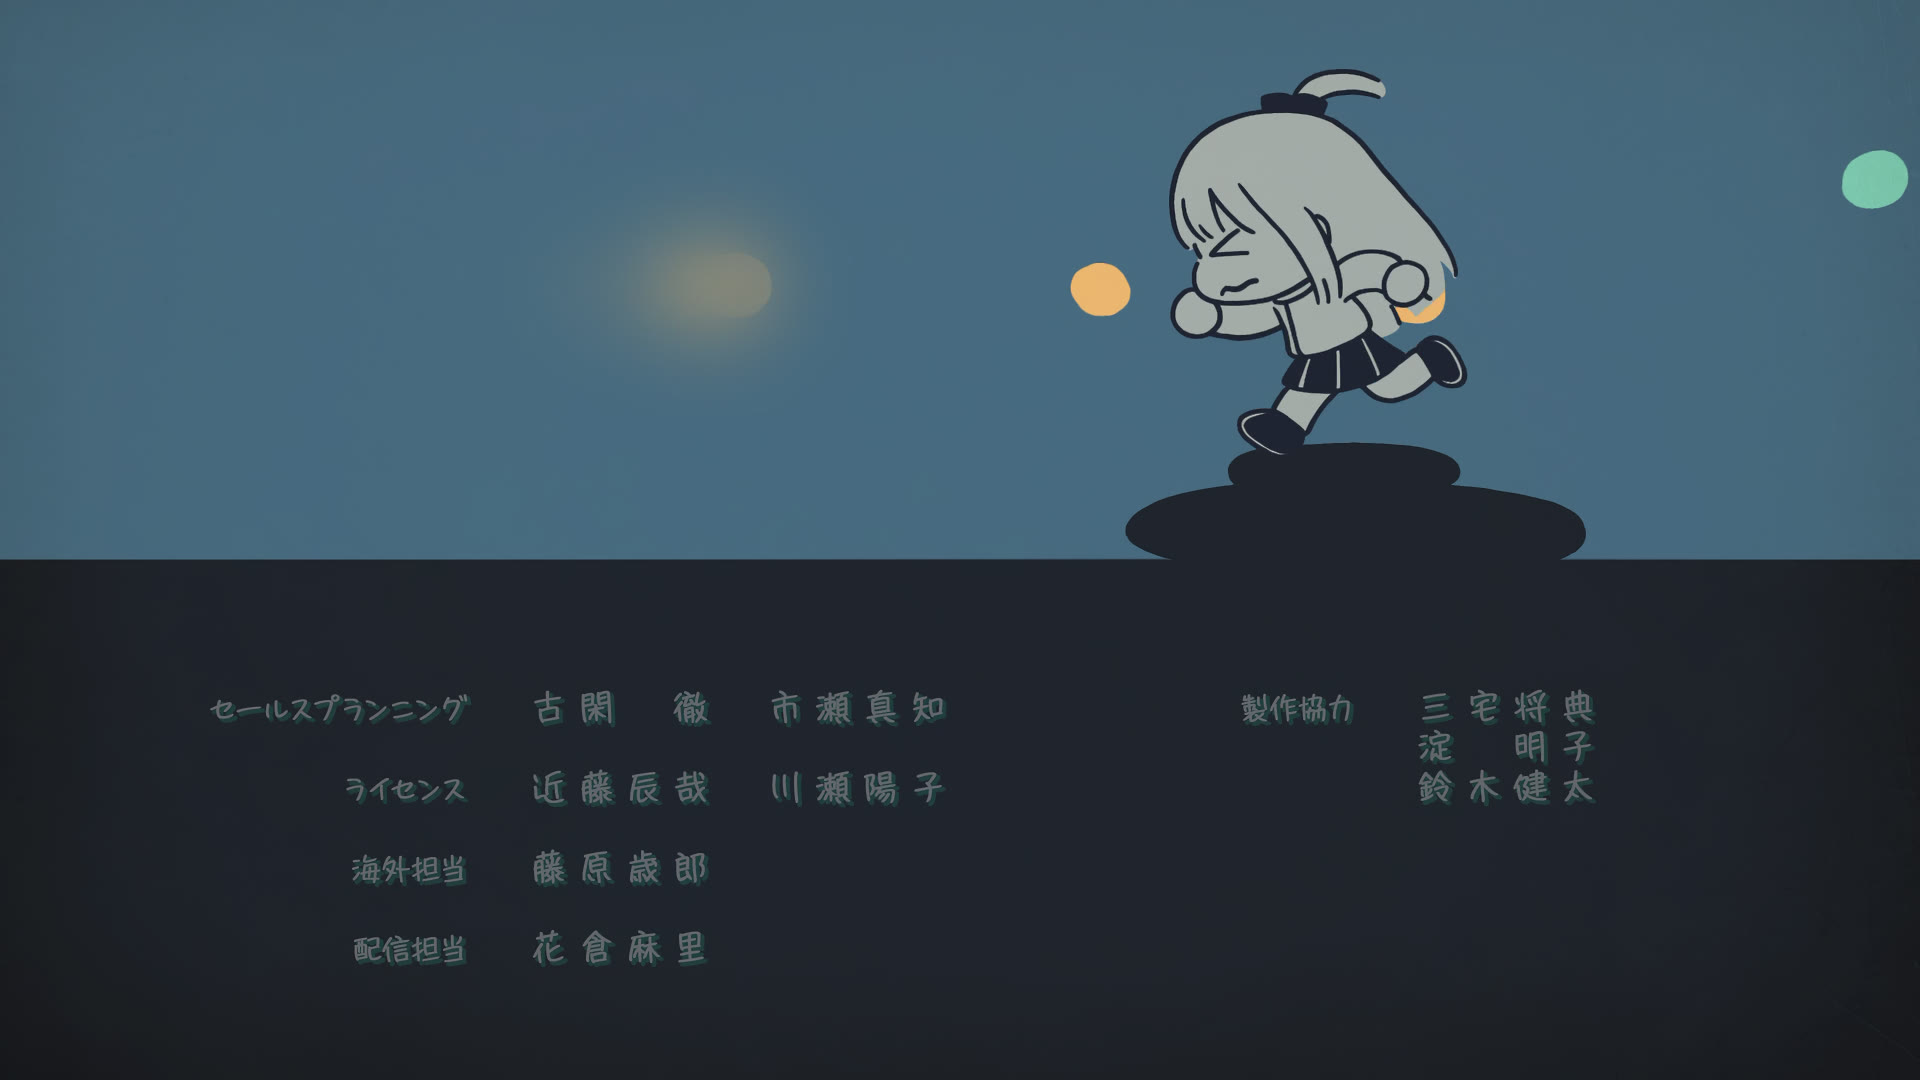 セールスプランニング 古閑 徹 市瀬真知
ライセンス 近藤辰哉 川瀬陽子
海外担当 藤原歳郎
配信担当 花倉麻里
製作協力 三宅将典
淀 明子
鈴木健太